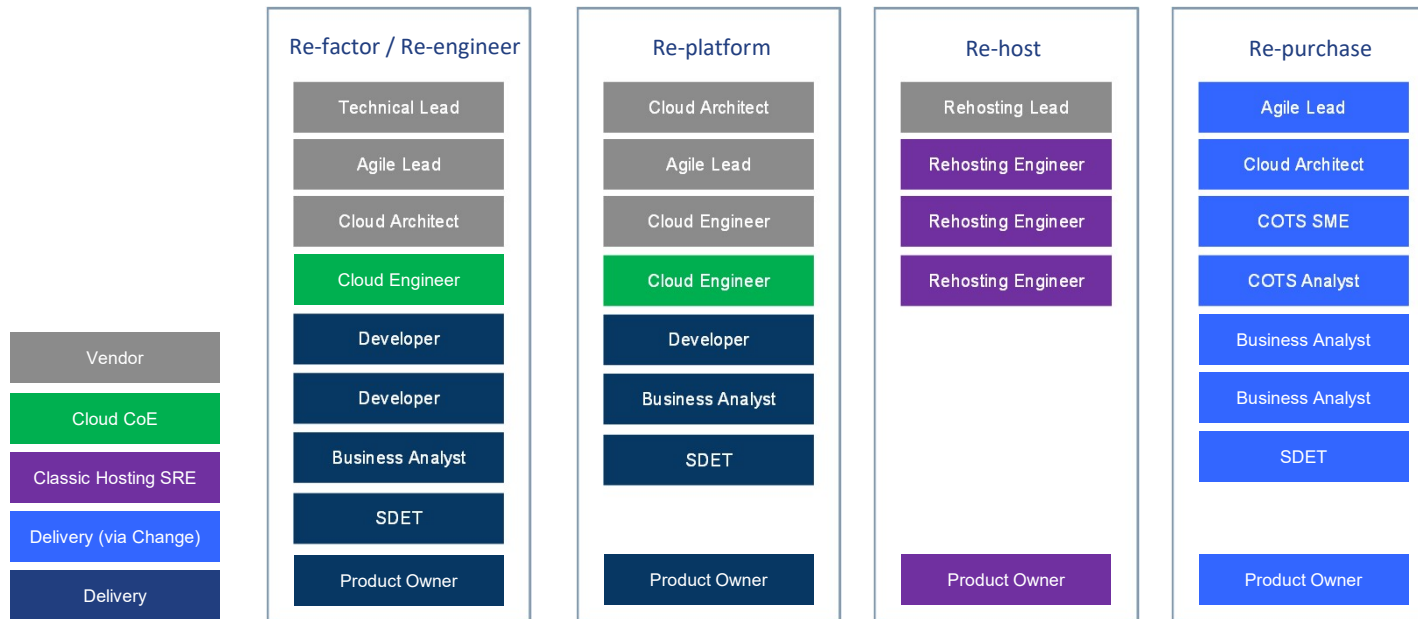 Re-factor / Re-engineer
Technical Lead
Agile Lead
Cloud Architect
Cloud Engineer
Developer
Developer
Business Analyst
SDET
Product Owner
Re-platform
Cloud Architect
Agile Lead
Cloud Engineer
Cloud Engineer
Developer
Business Analyst
SDET
Product Owner
Re-host
Rehosting Lead
Rehosting Engineer
Rehosting Engineer
Rehosting Engineer
Product Owner
Re-purchase
Agile Lead
Cloud Architect
COTS SME
COTS Analyst
Business Analyst
Business Analyst
SDET
Product Owner
Vendor
Cloud CoE
Classic Hosting SRE
Delivery (via Change)
Delivery